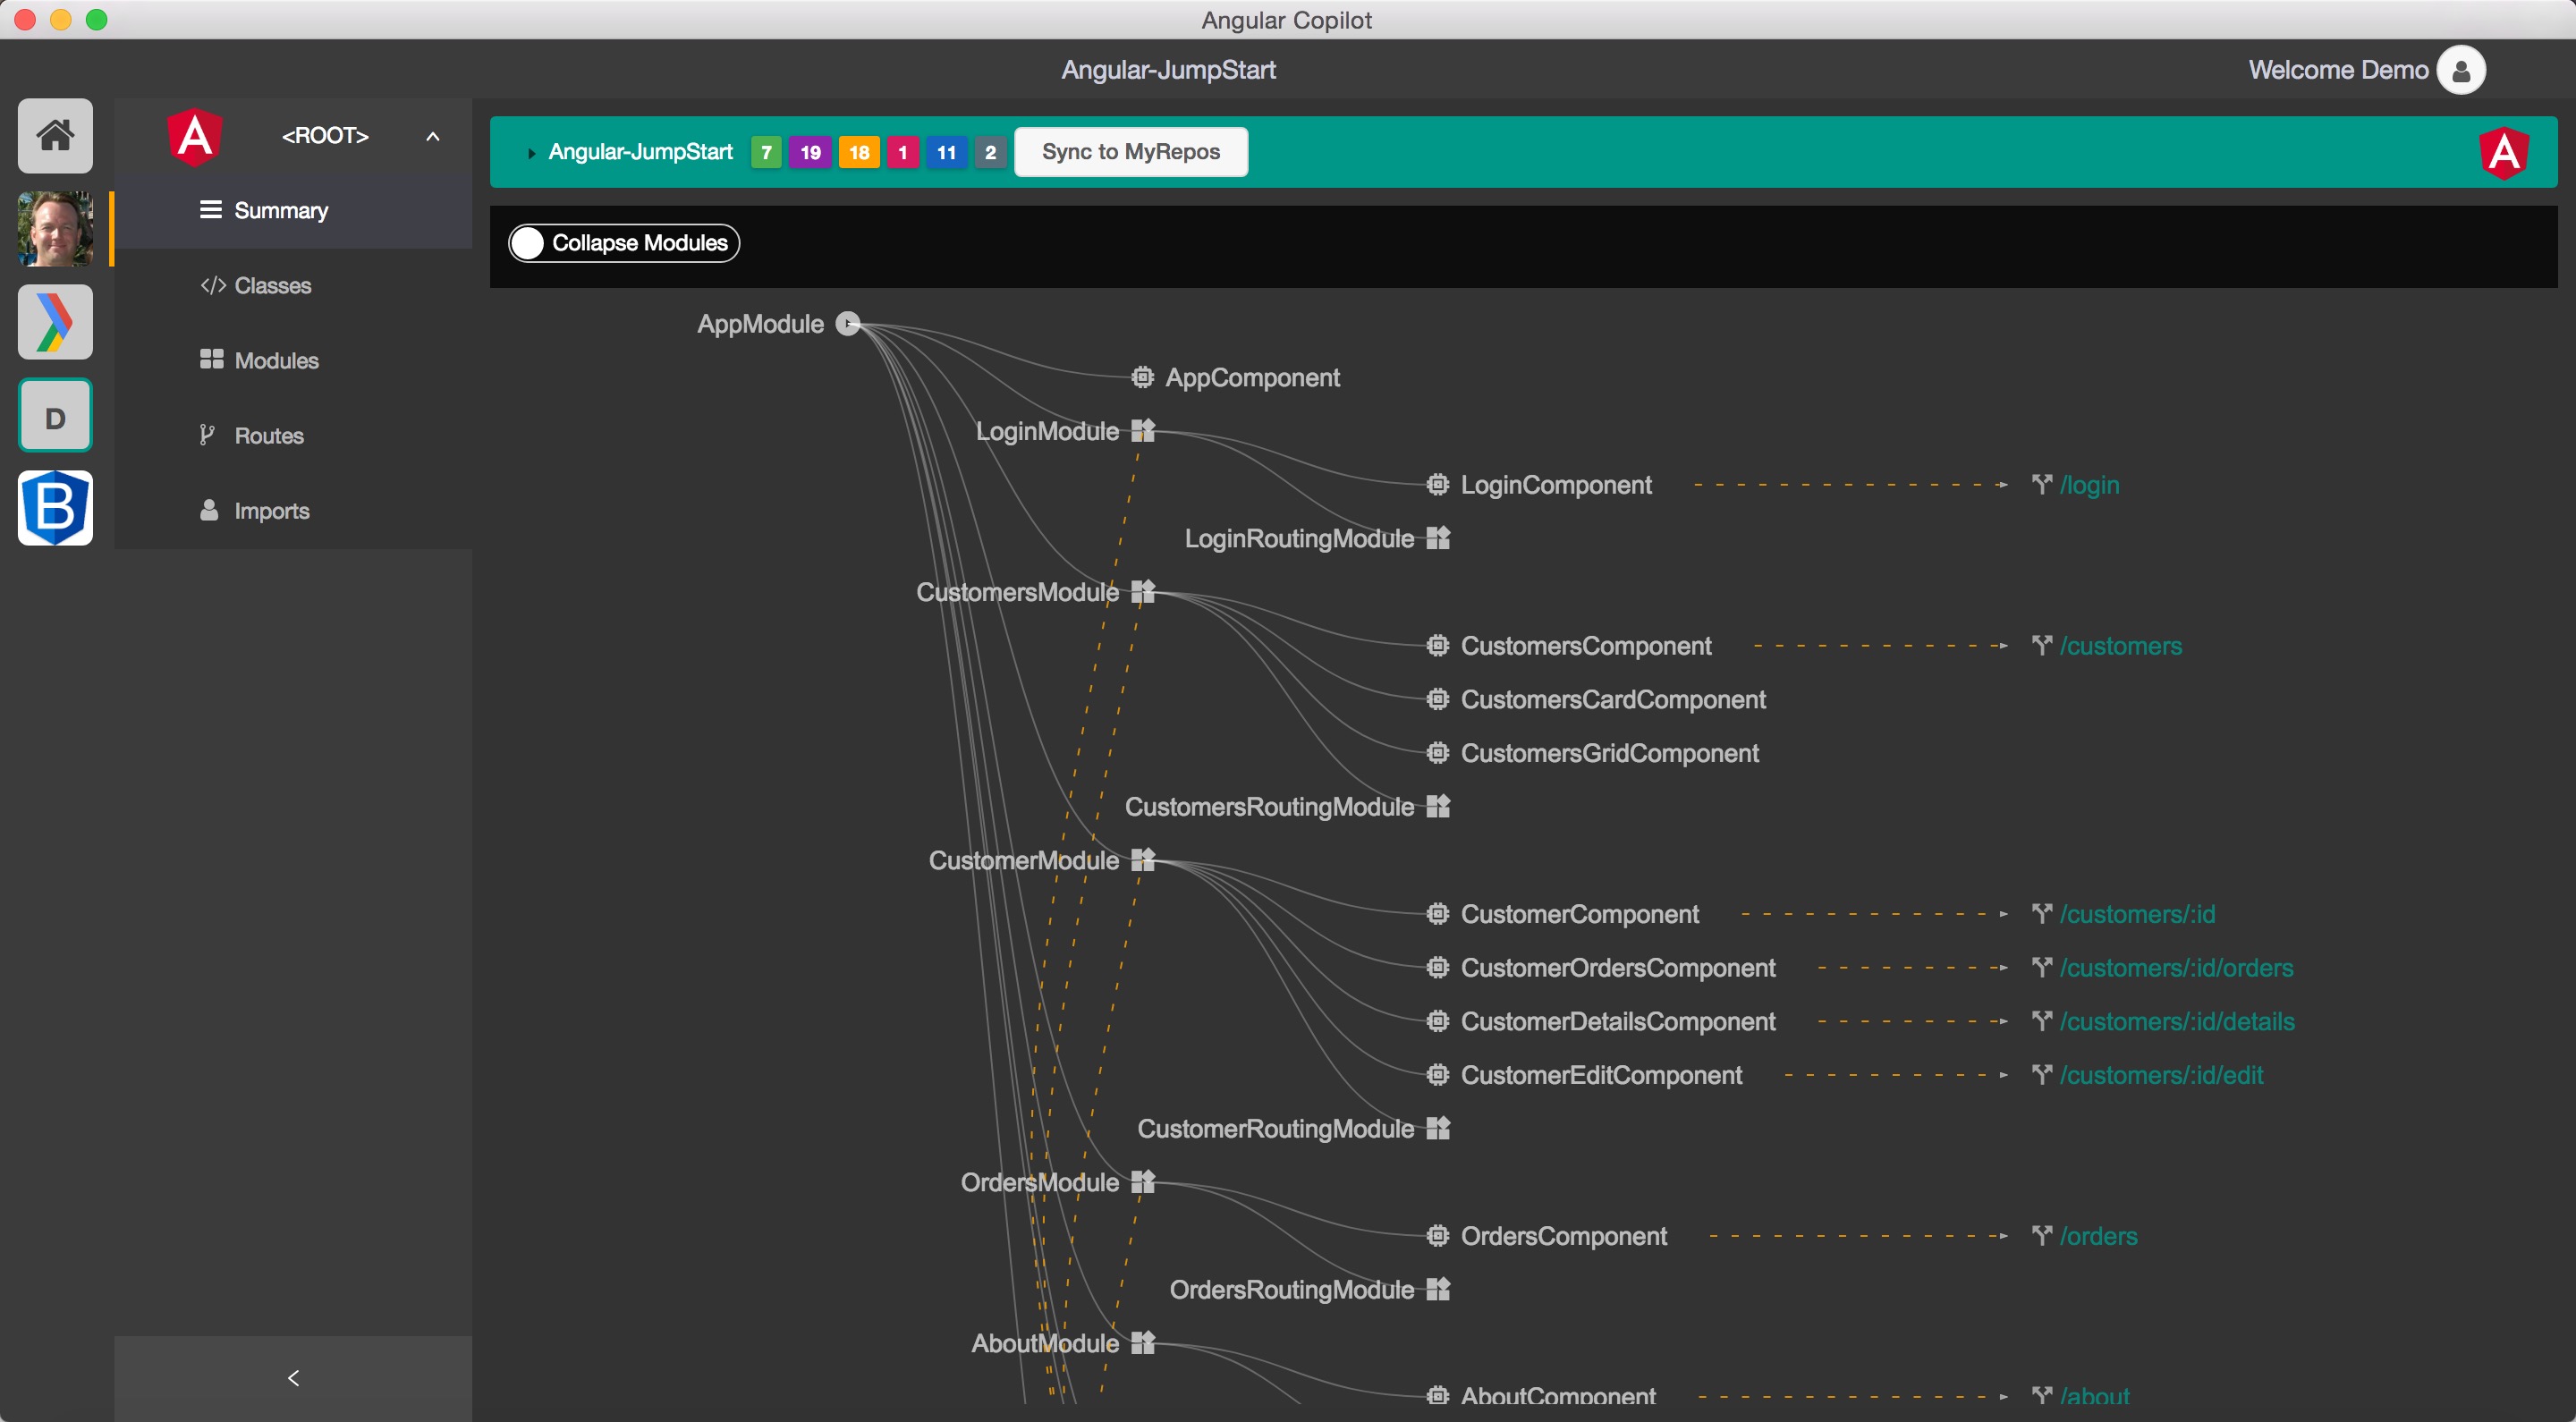 Angular Copilot
Angular-JumpStart
Welcome Demo
A <ROOT>
Summary
</> Classes
Modules
Routes
Imports
D
B
Angular-JumpStart 7 19 18 1 11 2 Sync to MyRepos A
Collapse Modules
AppModule
AppComponent
LoginModule
LoginComponent /login
LoginRoutingModule
CustomersModule
CustomersComponent /customers
CustomersCardComponent
CustomersGridComponent
CustomersRoutingModule
CustomerModule
CustomerComponent /customers/:id
CustomerOrdersComponent /customers/:id/orders
CustomerDetailsComponent /customers/:id/details
CustomerEditComponent /customers/:id/edit
CustomerRoutingModule
OrdersModule
OrdersComponent /orders
OrdersRoutingModule
AboutModule
AboutComponent /about